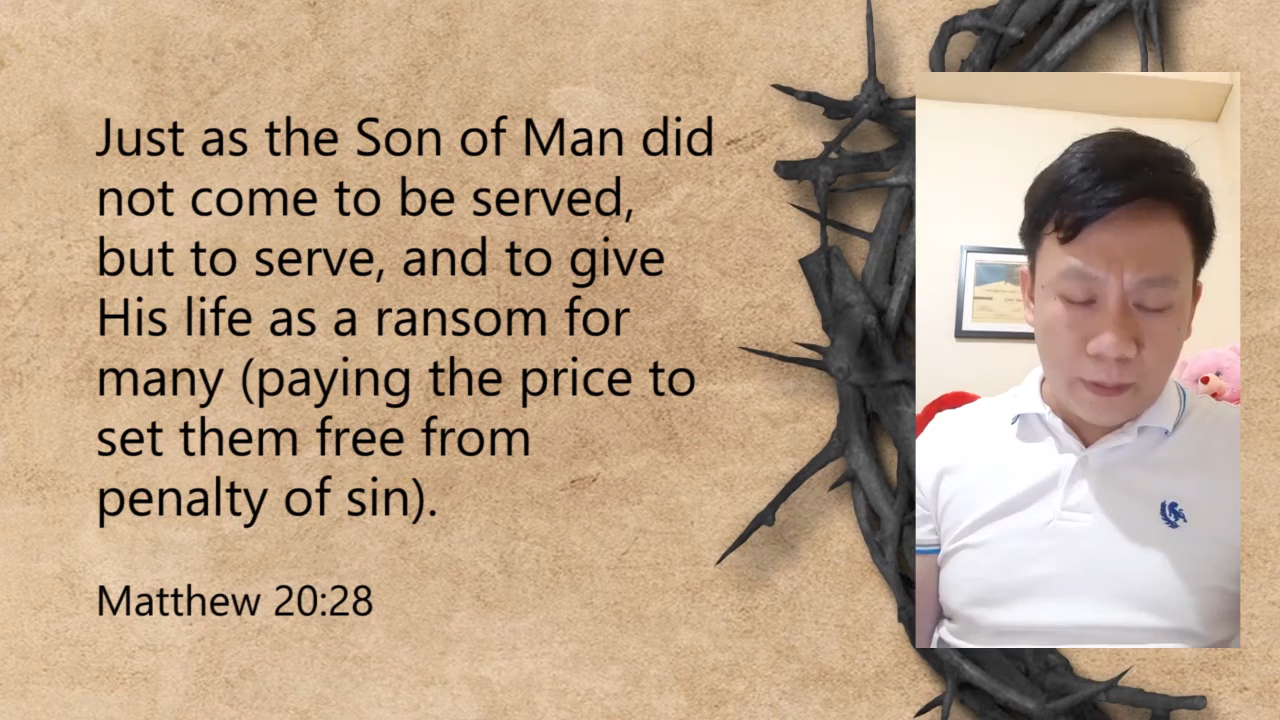 Just as the Son of Man did
not come to be served,
but to serve, and to give
His life as a ransom for
many (paying the price to
set them free from
penalty of sin).
Matthew 20:28